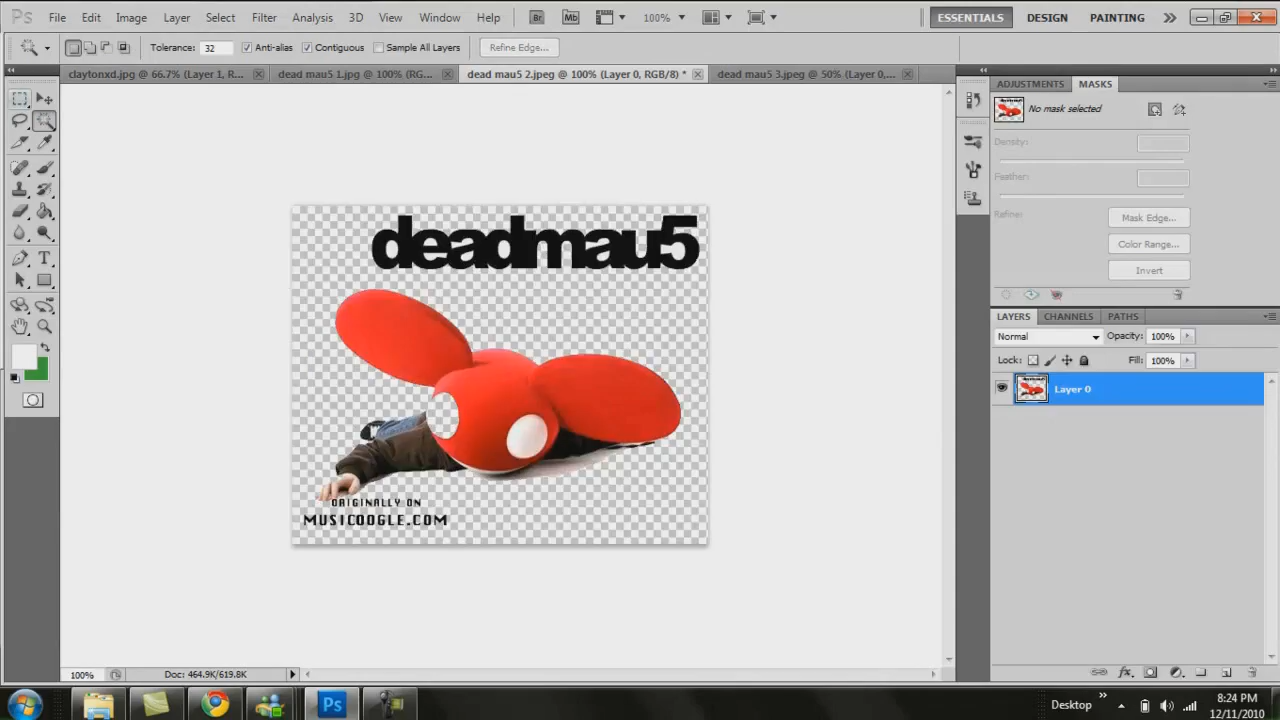 Ps File Edit Image Layer Select Filter Analysis 3D View Window Help Br Mb 100% ESSENTIALS DESIGN PAINTING
Tolerance: 32 Anti-alias Contiguous Sample All Layers Refine Edge...
claytonxd.jpg @ 66.7% (Layer 1, R... dead mau5 1.jpg @ 100% (RG... dead mau5 2.jpeg @ 100% (Layer 0, RGB/8) * dead mau5 3.jpeg @ 50% (Layer 0,...
ADJUSTMENTS MASKS
No mask selected
Density:
Feather:
Refine: Mask Edge...
Color Range...
Invert
deadmau5
ORIGINALLY ON
MUSICOOGLE.COM
LAYERS CHANNELS PATHS
Normal Opacity: 100%
Lock: Fill: 100%
Layer 0
100% Doc: 464.9K/619.8K
Ps Desktop 8:24 PM
12/11/2010